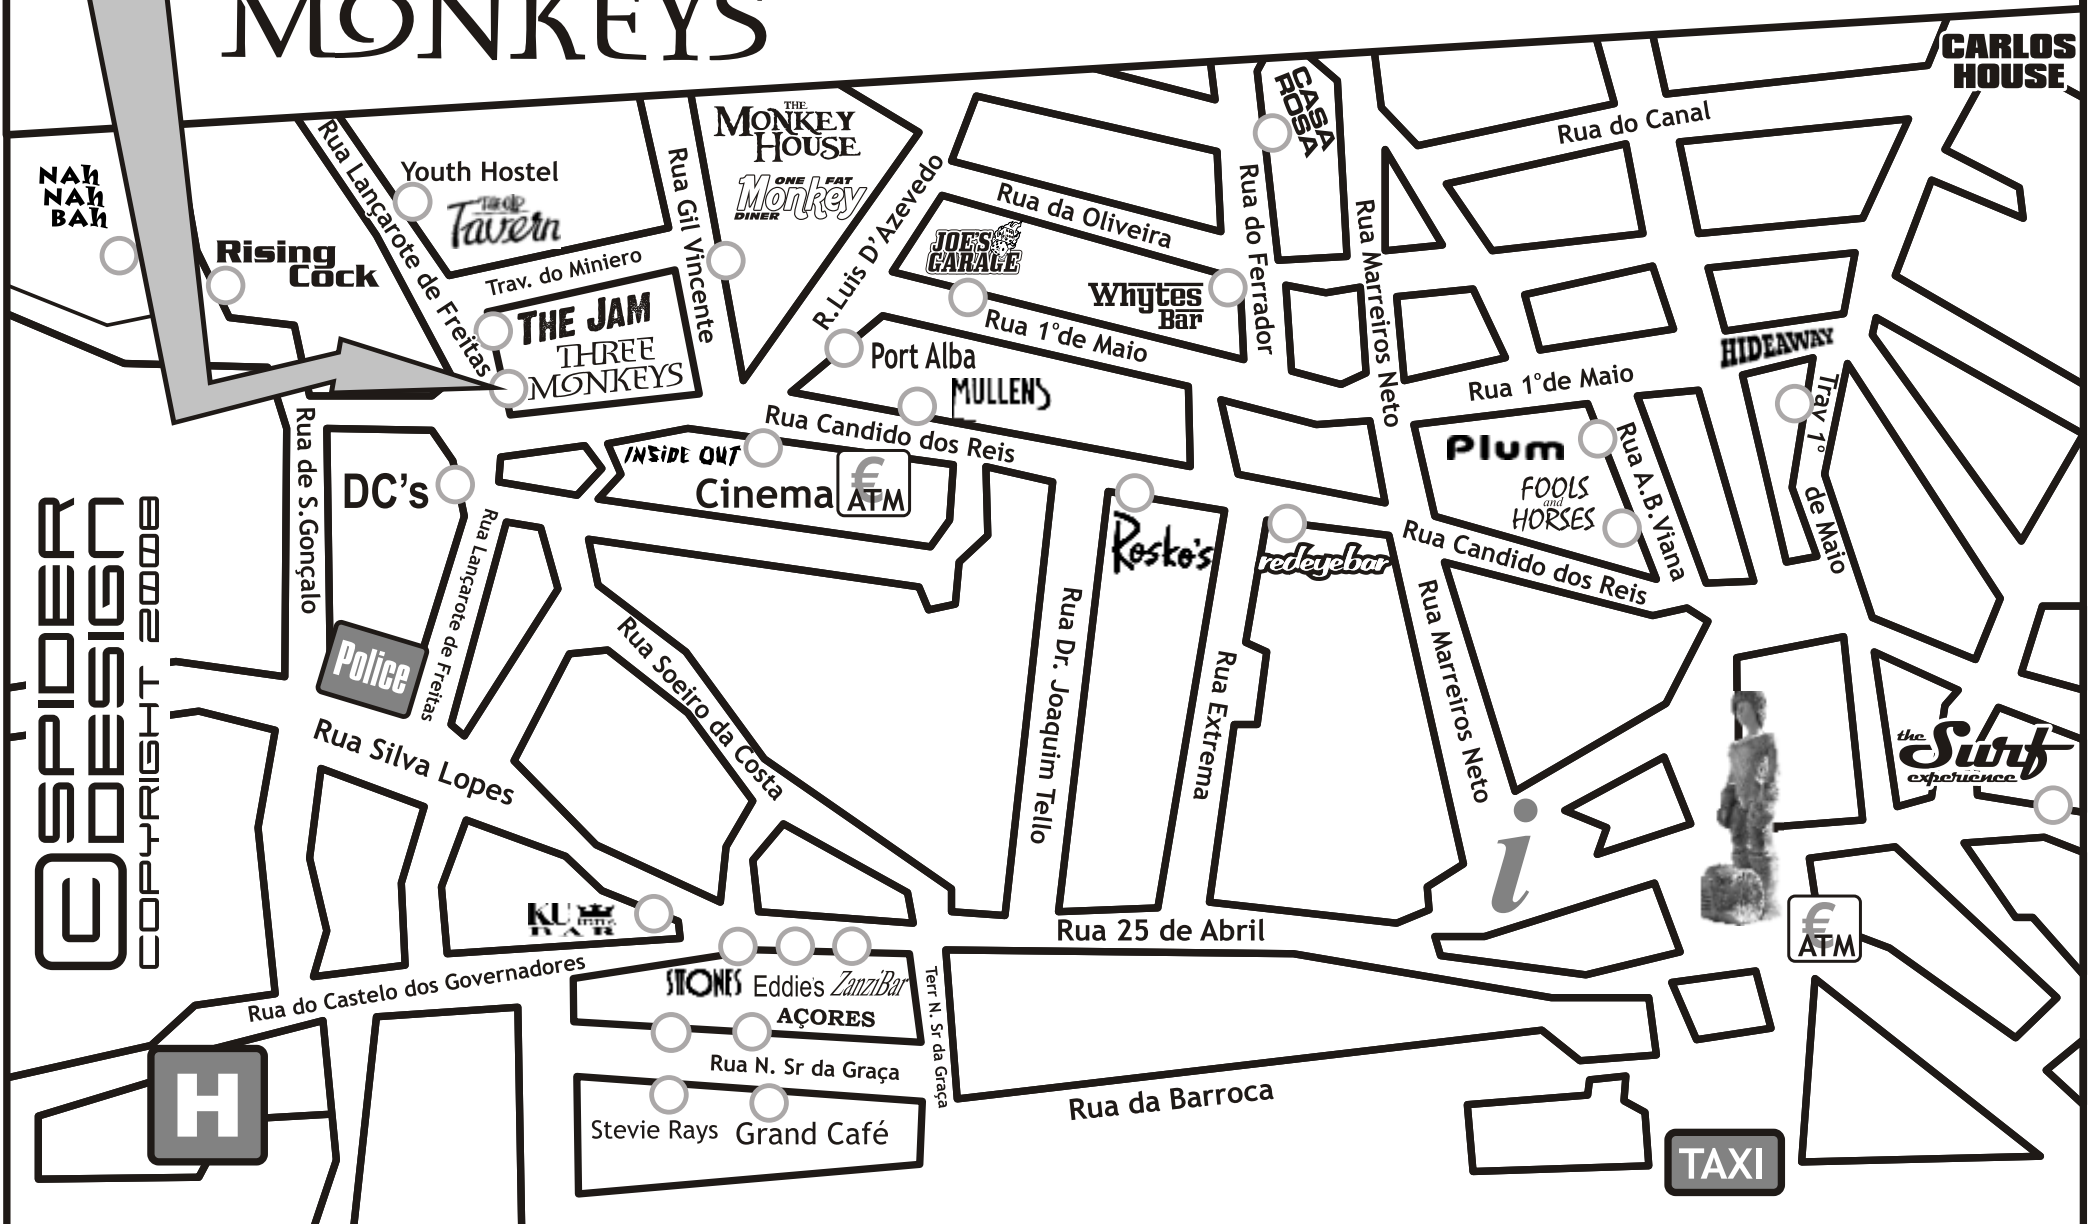 MONKEYS
CARLOS
HOUSE
CASA
ROSA
Rua do Canal
THE
MONKEY
HOUSE
ONE FAT
Monkey
DINER
NAh
NAh
BAh
Rua Lançarote de Freitas
Youth Hostel
THE OLD
Tavern
Rua Gil Vincente
R.Luis D'Azevedo
Rua da Oliveira
Rua do Ferrador
Rua Marreiros Neto
Rising
Cock
Trav. do Miniero
JOE'S
GARAGE
Whytes
Bar
THE JAM
THREE
MONKEYS
Rua 1°de Maio
Port Alba
MULLENS
HIDEAWAY
Rua 1°de Maio
Trav 1° de Maio
Rua de S.Gonçalo
Rua Candido dos Reis
INSiDE OUT
Cinema
€
ATM
DC's
Plum
FOOLS
and
HORSES
Rua A.B.Viana
Rosko's
redeyebar
Rua Candido dos Reis
C SPIDER
DESIGN
COPYRIGHT 2008
Rua Lançarote de Freitas
Police
Rua Soeiro da Costa
Rua Dr. Joaquim Tello
Rua Extrema
Rua Marreiros Neto
Rua Silva Lopes
the
Surf
experience
i
KU
BAR
Rua 25 de Abril
€
ATM
Rua do Castelo dos Governadores
STONES
Eddie's
ZanziBar
AÇORES
Terr N. Sr da Graça
Rua N. Sr da Graça
H
Stevie Rays
Grand Café
Rua da Barroca
TAXI